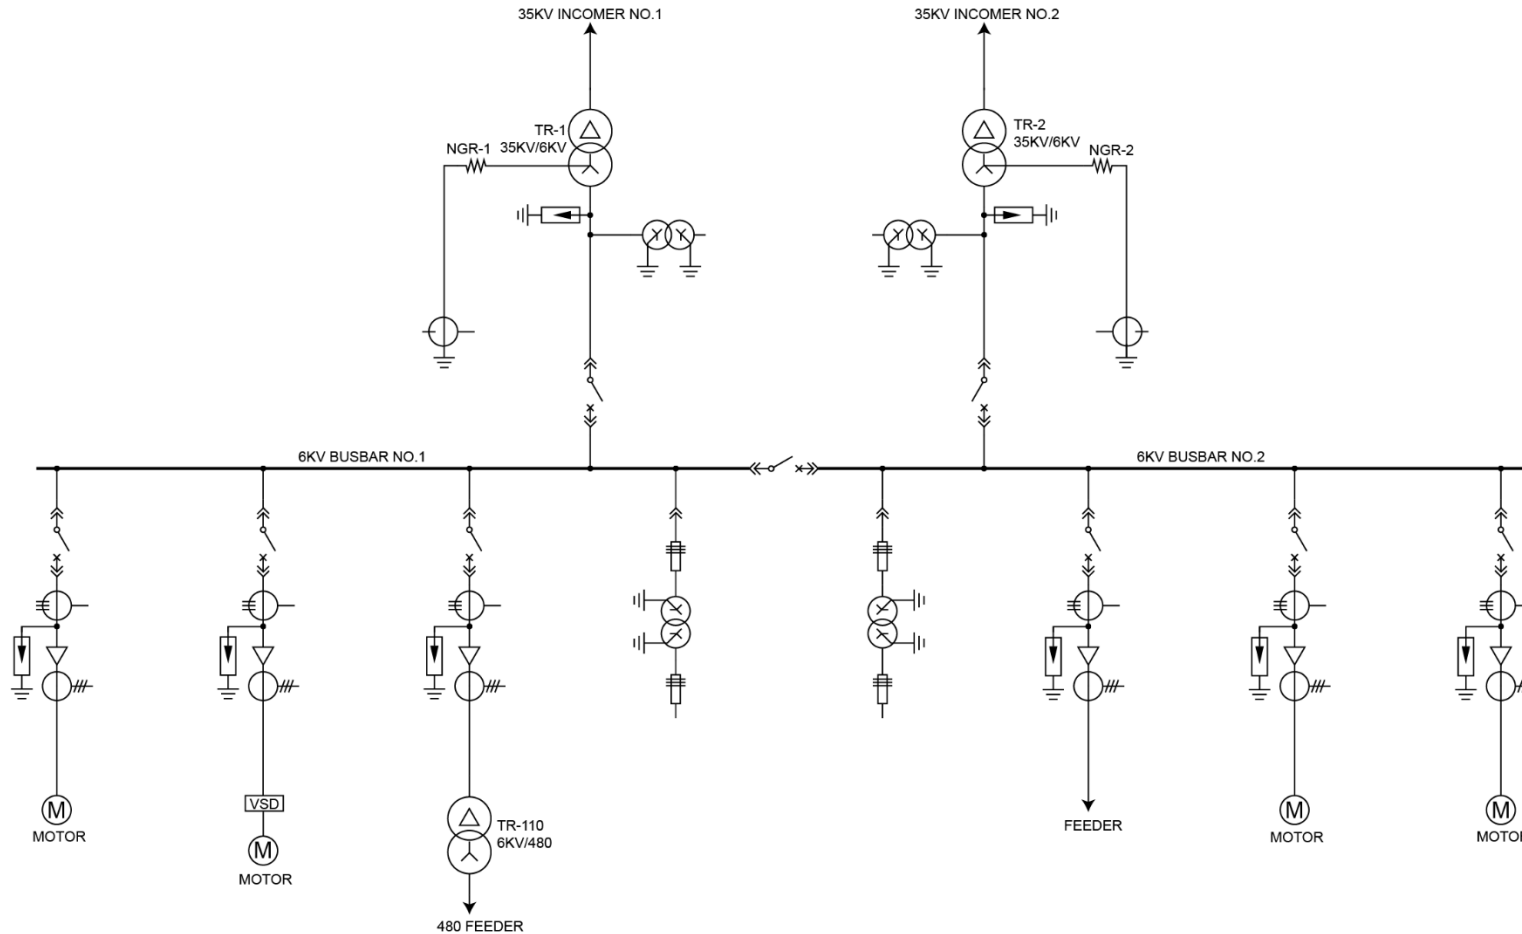 35KV INCOMER NO.1
35KV INCOMER NO.2
TR-1
35KV/6KV
NGR-1
TR-2
35KV/6KV
NGR-2
6KV BUSBAR NO.1
6KV BUSBAR NO.2
M
MOTOR
VSD
M
MOTOR
TR-110
6KV/480
480 FEEDER
FEEDER
M
MOTOR
M
MOTOR